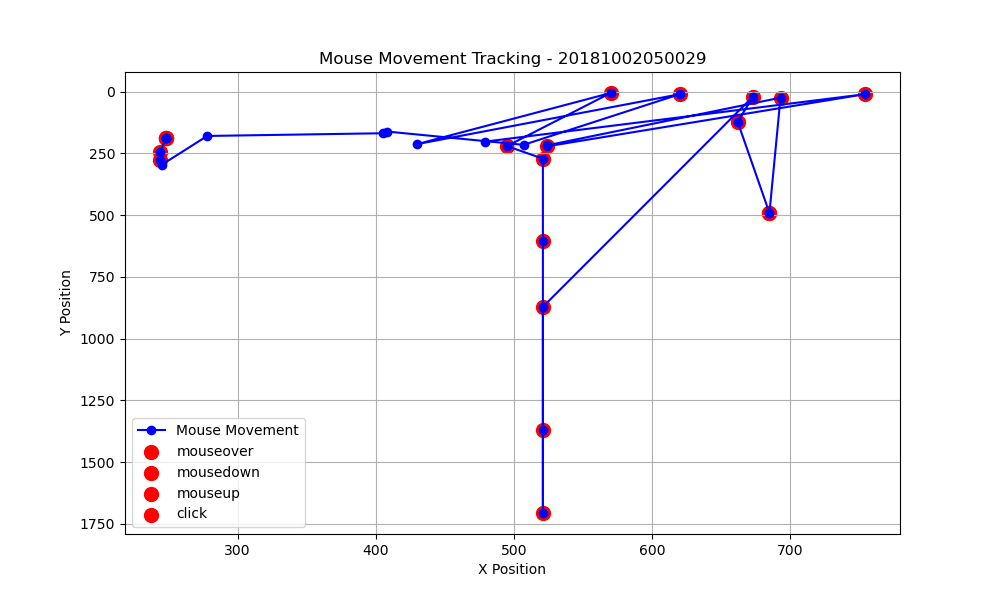 Mouse Movement Tracking - 20181002050029
0
250
500
750
1000
1250
1500
1750
Y Position
Mouse Movement
mouseover
mousedown
mouseup
click
300
400
500
600
700
X Position